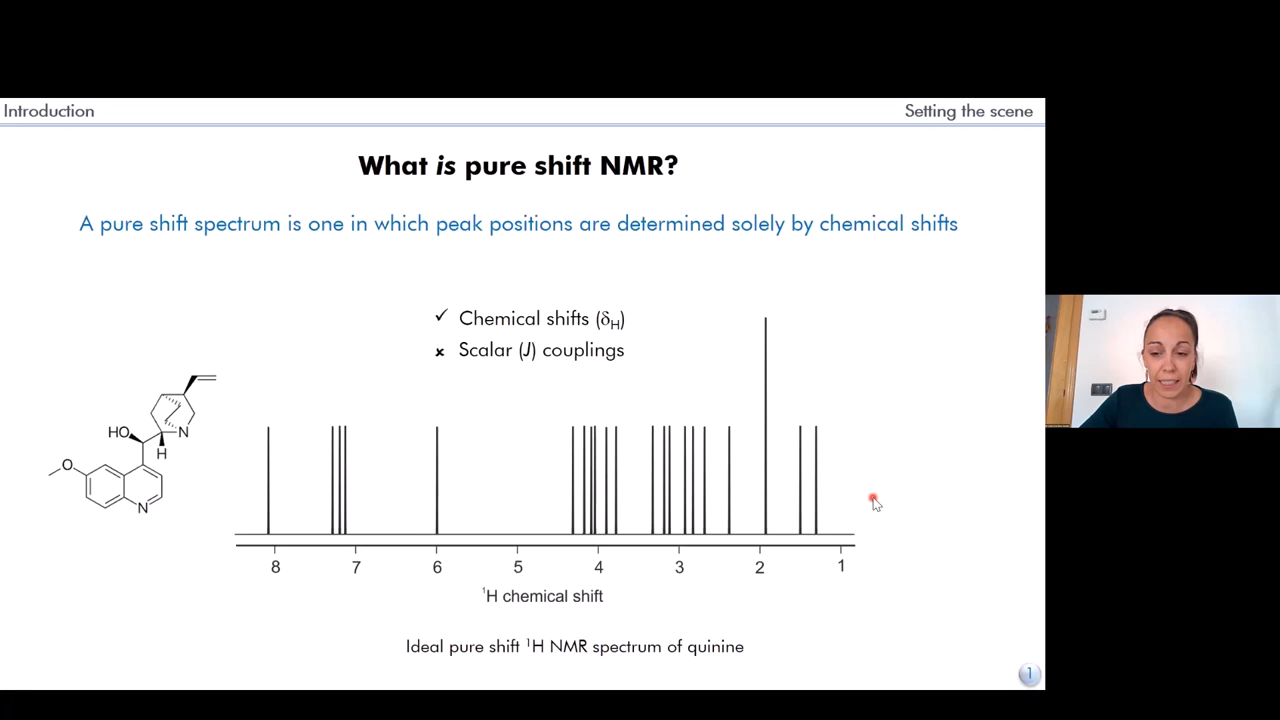 Introduction
Setting the scene
What is pure shift NMR?
A pure shift spectrum is one in which peak positions are determined solely by chemical shifts
✓ Chemical shifts (δH)
× Scalar (J) couplings
HO
N
H
O
N
8 7 6 5 4 3 2 1
¹H chemical shift
Ideal pure shift ¹H NMR spectrum of quinine
1